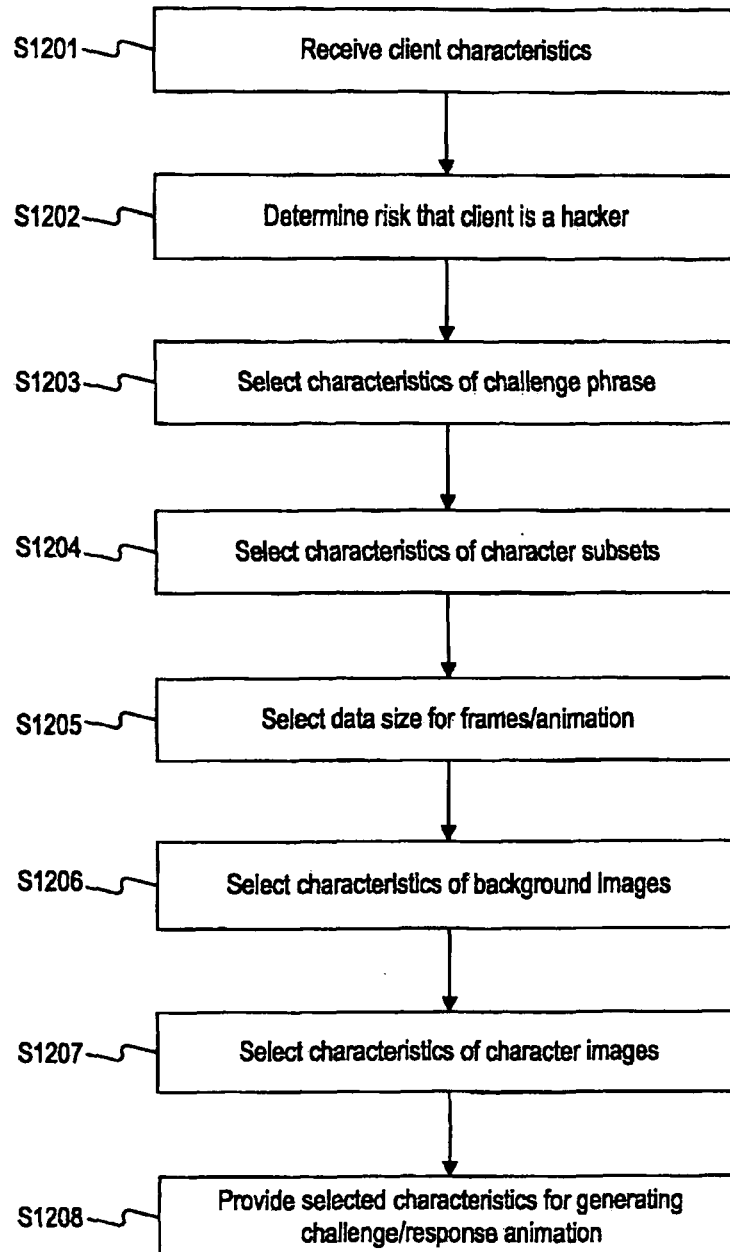 S1201 Receive client characteristics
S1202 Determine risk that client is a hacker
S1203 Select characteristics of challenge phrase
S1204 Select characteristics of character subsets
S1205 Select data size for frames/animation
S1206 Select characteristics of background images
S1207 Select characteristics of character images
S1208 Provide selected characteristics for generating
challenge/response animation